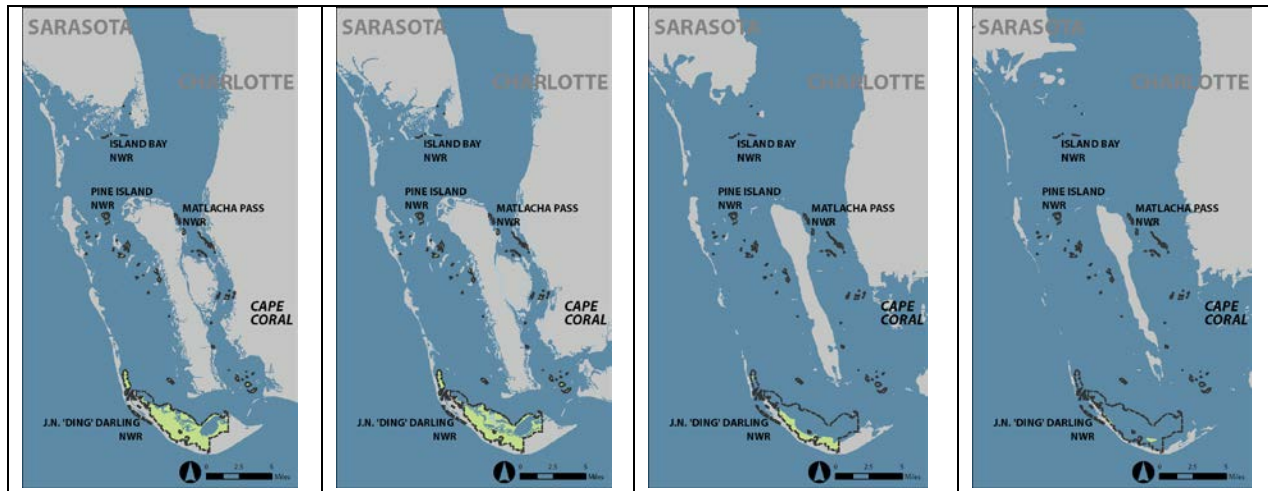 SARASOTA
CHARLOTTE
ISLAND BAY
NWR
PINE ISLAND
NWR
MATLACHA PASS
NWR
CAPE
CORAL
J.N. 'DING' DARLING
NWR
0 2.5 5
Miles
SARASOTA
CHARLOTTE
ISLAND BAY
NWR
PINE ISLAND
NWR
MATLACHA PASS
NWR
CAPE
CORAL
J.N. 'DING' DARLING
NWR
0 2.5 5
Miles
SARASOTA
CHARLOTTE
ISLAND BAY
NWR
PINE ISLAND
NWR
MATLACHA PASS
NWR
CAPE
CORAL
J.N. 'DING' DARLING
NWR
0 2.5 5
Miles
SARASOTA
CHARLOTTE
ISLAND BAY
NWR
PINE ISLAND
NWR
MATLACHA PASS
NWR
CAPE
CORAL
J.N. 'DING' DARLING
NWR
0 2.5 5
Miles